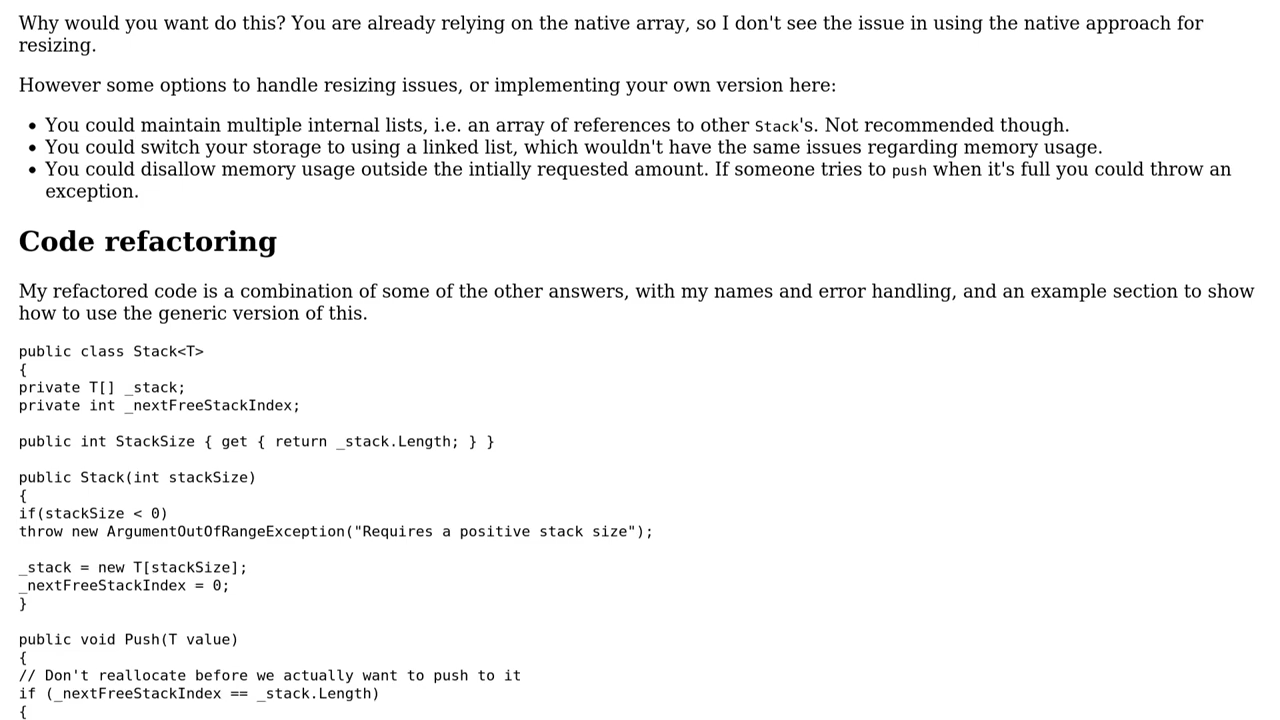 Why would you want do this? You are already relying on the native array, so I don't see the issue in using the native approach for
resizing.
However some options to handle resizing issues, or implementing your own version here:
• You could maintain multiple internal lists, i.e. an array of references to other Stack's. Not recommended though.
• You could switch your storage to using a linked list, which wouldn't have the same issues regarding memory usage.
• You could disallow memory usage outside the intially requested amount. If someone tries to push when it's full you could throw an
exception.
Code refactoring
My refactored code is a combination of some of the other answers, with my names and error handling, and an example section to show
how to use the generic version of this.
public class Stack<T>
{
private T[] _stack;
private int _nextFreeStackIndex;
public int StackSize { get { return _stack.Length; } }
public Stack(int stackSize)
{
if(stackSize < 0)
throw new ArgumentOutOfRangeException("Requires a positive stack size");
_stack = new T[stackSize];
_nextFreeStackIndex = 0;
}
public void Push(T value)
{
// Don't reallocate before we actually want to push to it
if (_nextFreeStackIndex == _stack.Length)
{